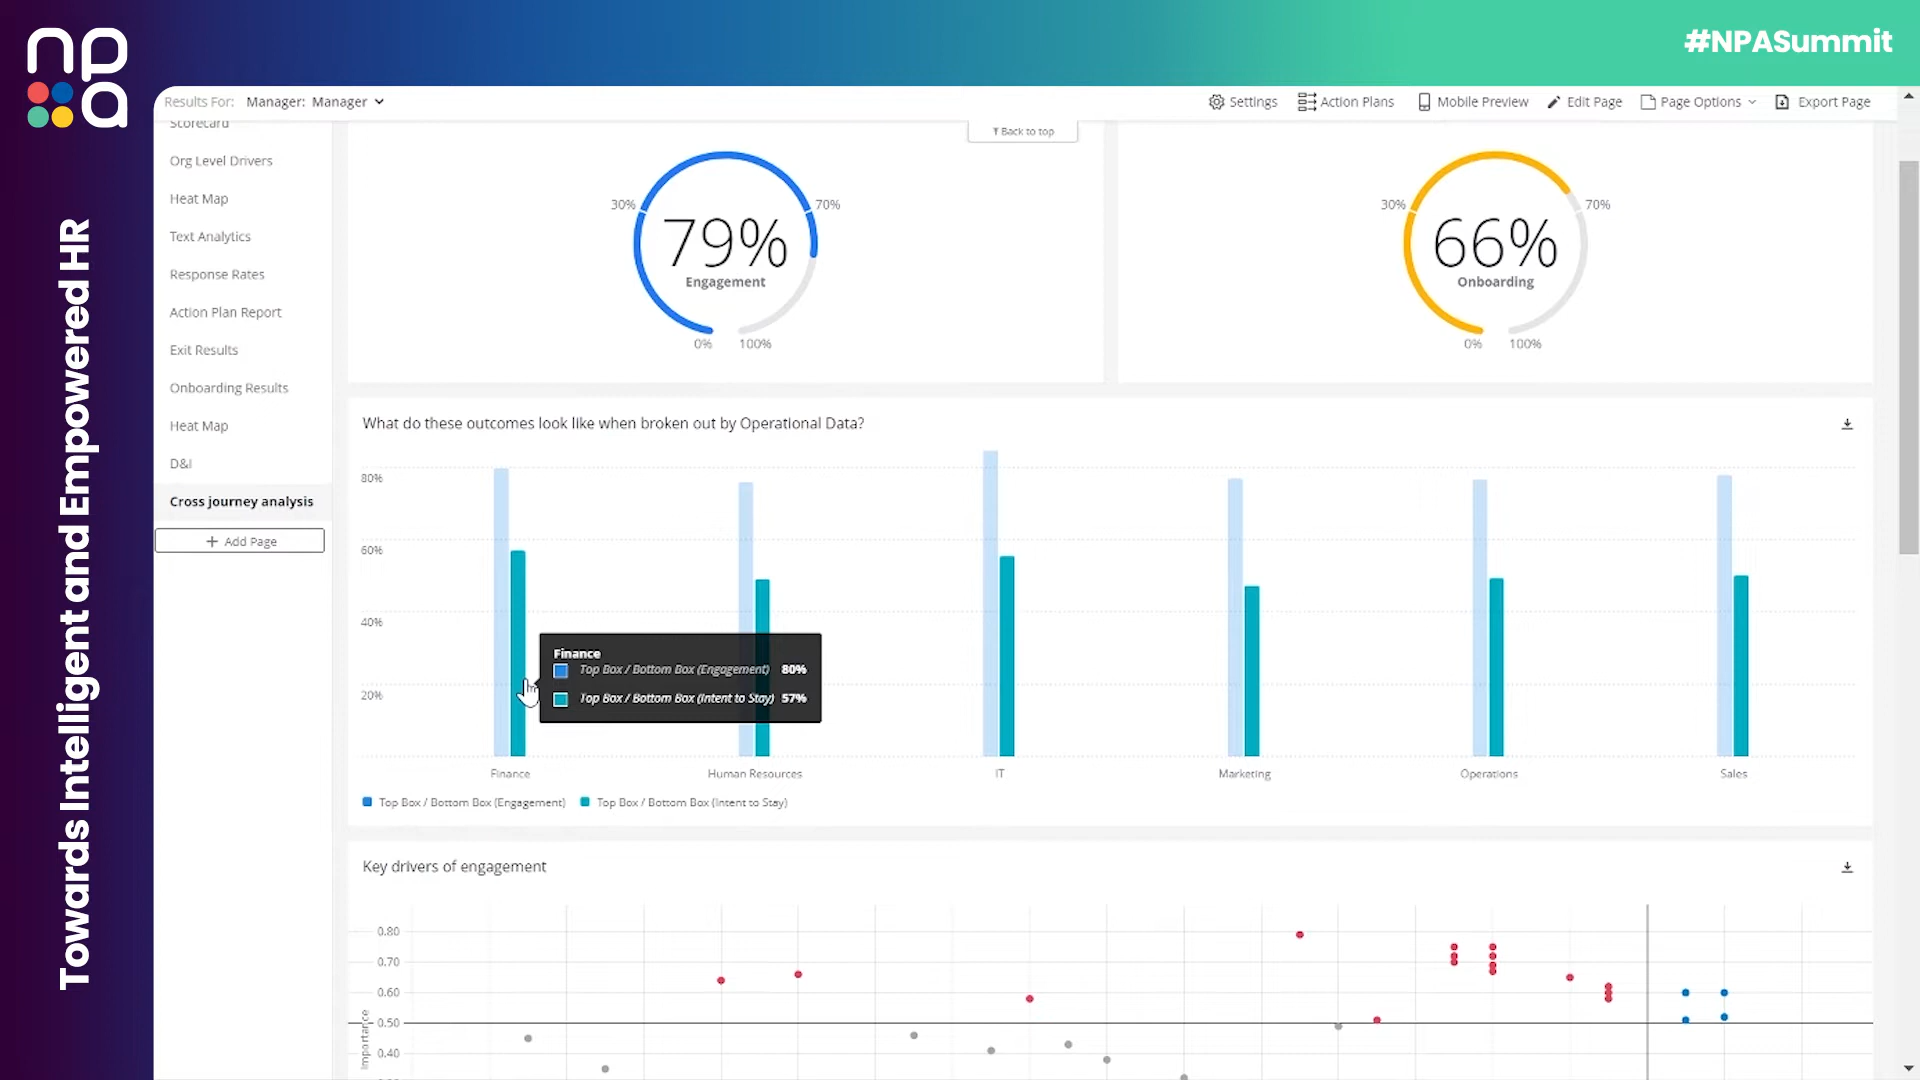 npa
#NPASummit
Towards Intelligent and Empowered HR
Results For: Manager: Manager
Settings
Action Plans
Mobile Preview
Edit Page
Page Options
Export Page
Scorecard
Org Level Drivers
Heat Map
Text Analytics
Response Rates
Action Plan Report
Exit Results
Onboarding Results
Heat Map
D&I
Cross journey analysis
+ Add Page
Back to top
30%
70%
79%
Engagement
0%
100%
30%
70%
66%
Onboarding
0%
100%
What do these outcomes look like when broken out by Operational Data?
80%
60%
40%
20%
Finance
Top Box / Bottom Box (Engagement) 80%
Top Box / Bottom Box (Intent to Stay) 57%
Finance
Human Resources
IT
Marketing
Operations
Sales
Top Box / Bottom Box (Engagement)
Top Box / Bottom Box (Intent to Stay)
Key drivers of engagement
0.80
0.70
0.60
0.50
0.40
Importance